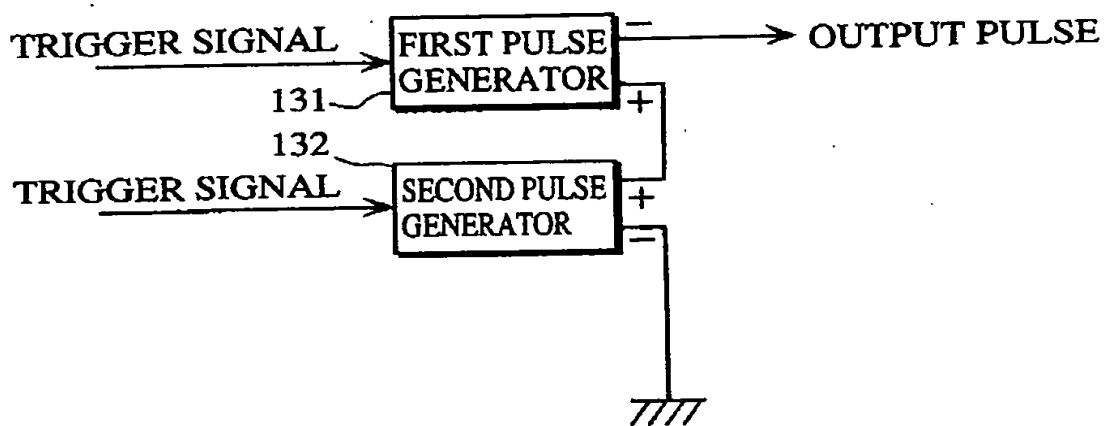 TRIGGER SIGNAL
FIRST PULSE
GENERATOR
−
OUTPUT PULSE
131
+
132
TRIGGER SIGNAL
SECOND PULSE
GENERATOR
+
−